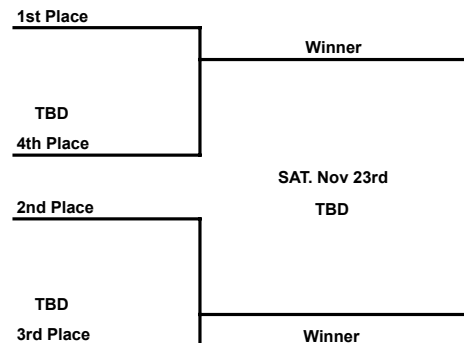 1st Place
Winner
TBD
4th Place
SAT. Nov 23rd
2nd Place
TBD
TBD
3rd Place
Winner